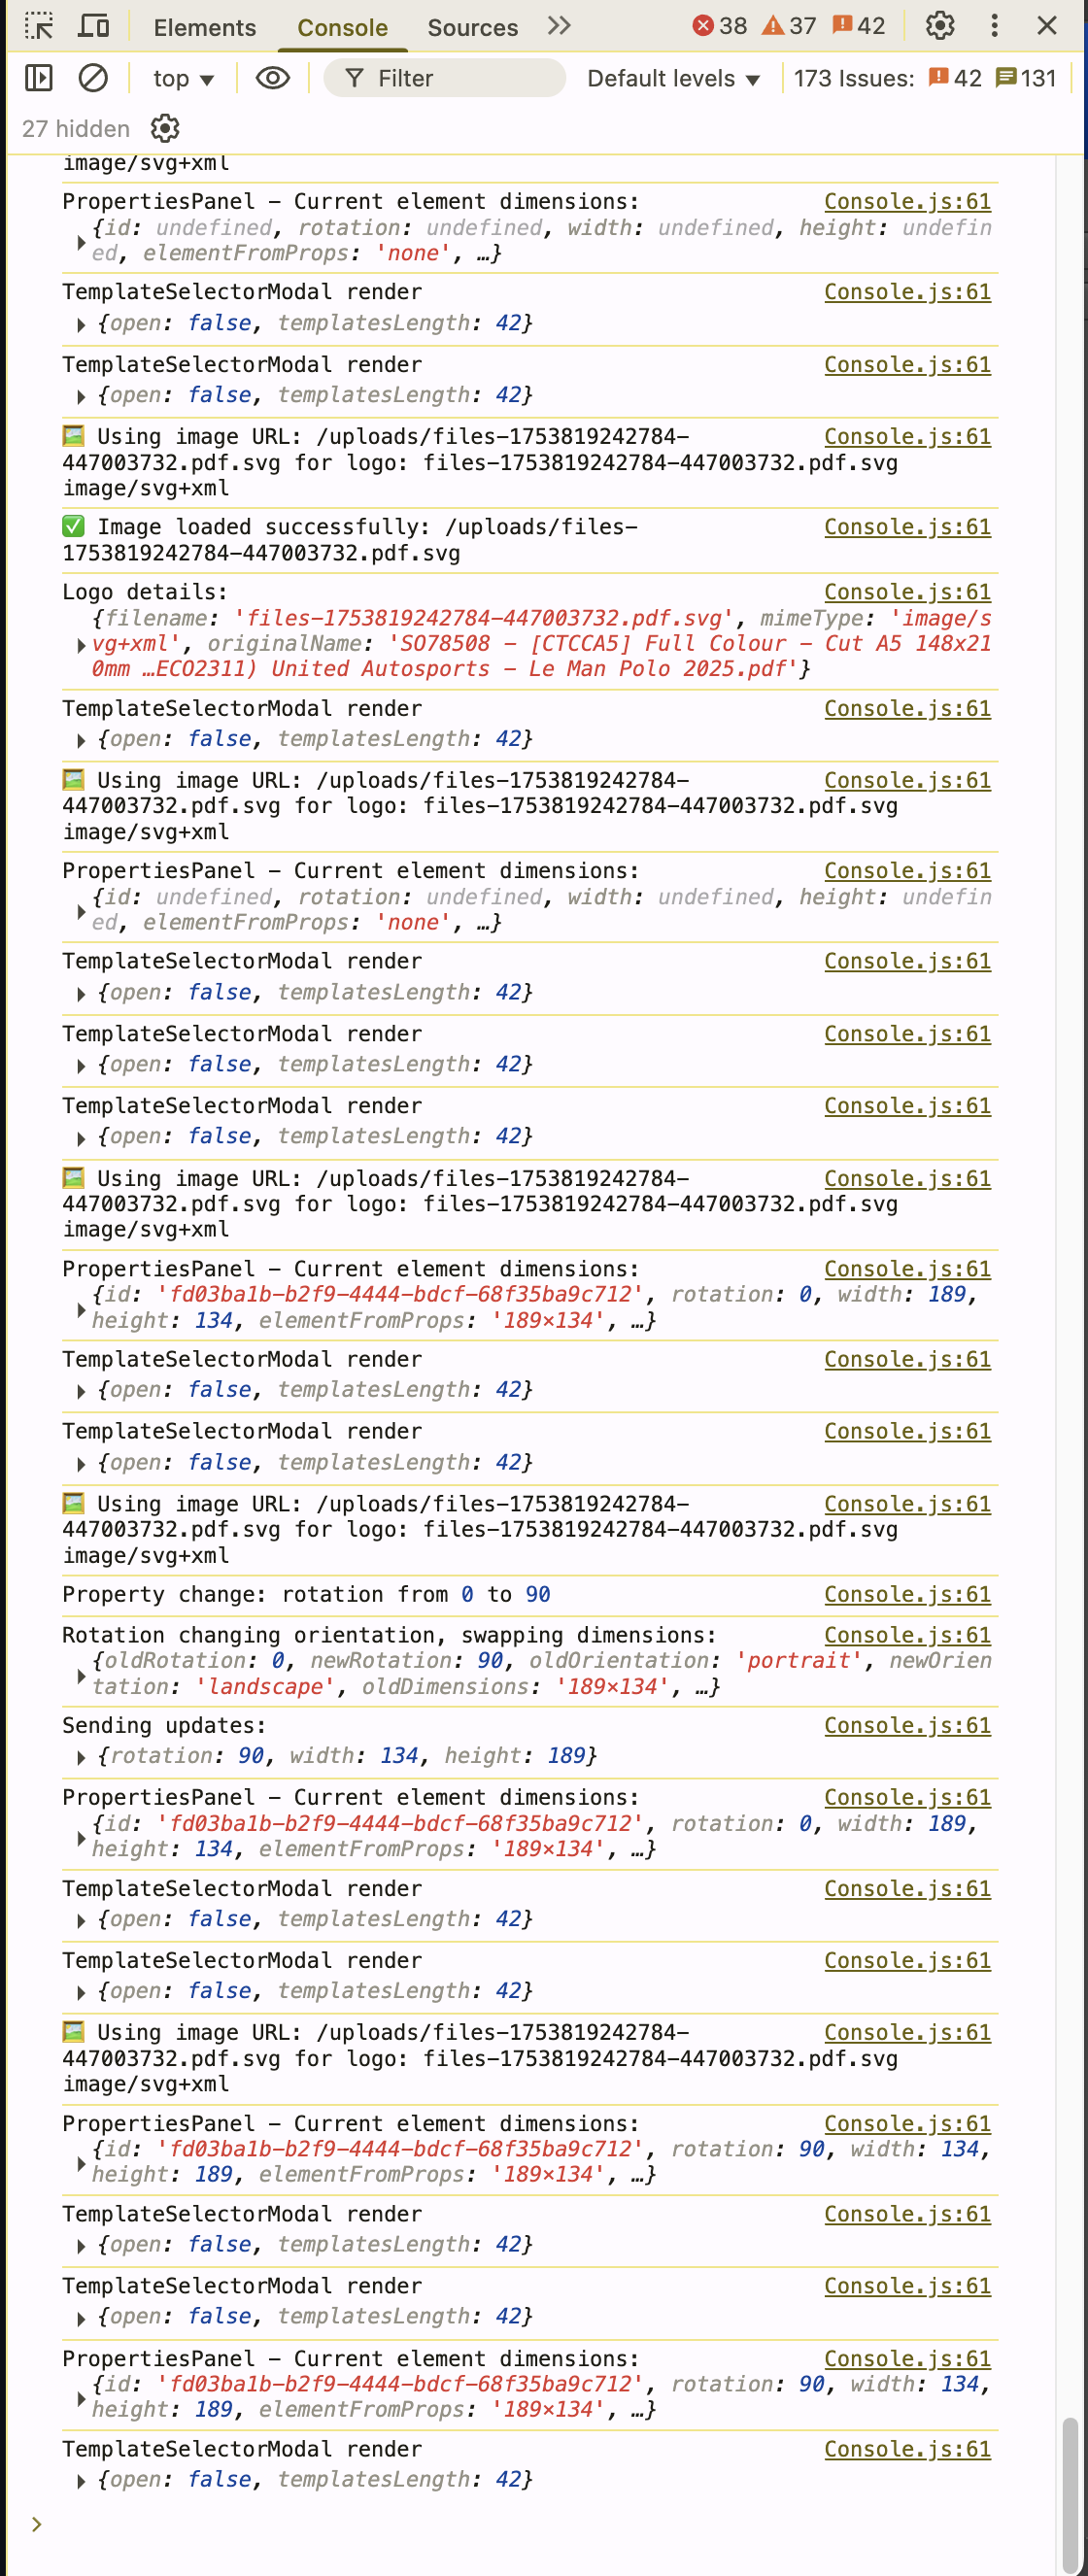 Elements Console Sources 38 37 42
top Filter Default levels 173 Issues: 42 131
27 hidden
image/svg+xml
PropertiesPanel – Current element dimensions: Console.js:61
{id: undefined, rotation: undefined, width: undefined, height: undefin
ed, elementFromProps: 'none', …}
TemplateSelectorModal render Console.js:61
{open: false, templatesLength: 42}
TemplateSelectorModal render Console.js:61
{open: false, templatesLength: 42}
🖼️ Using image URL: /uploads/files-1753819242784- Console.js:61
447003732.pdf.svg for logo: files-1753819242784-447003732.pdf.svg
image/svg+xml
✅ Image loaded successfully: /uploads/files- Console.js:61
1753819242784-447003732.pdf.svg
Logo details: Console.js:61
{filename: 'files-1753819242784-447003732.pdf.svg', mimeType: 'image/s
vg+xml', originalName: 'SO78508 – [CTCCA5] Full Colour – Cut A5 148x21
0mm …ECO2311) United Autosports – Le Man Polo 2025.pdf'}
TemplateSelectorModal render Console.js:61
{open: false, templatesLength: 42}
🖼️ Using image URL: /uploads/files-1753819242784- Console.js:61
447003732.pdf.svg for logo: files-1753819242784-447003732.pdf.svg
image/svg+xml
PropertiesPanel – Current element dimensions: Console.js:61
{id: undefined, rotation: undefined, width: undefined, height: undefin
ed, elementFromProps: 'none', …}
TemplateSelectorModal render Console.js:61
{open: false, templatesLength: 42}
TemplateSelectorModal render Console.js:61
{open: false, templatesLength: 42}
TemplateSelectorModal render Console.js:61
{open: false, templatesLength: 42}
🖼️ Using image URL: /uploads/files-1753819242784- Console.js:61
447003732.pdf.svg for logo: files-1753819242784-447003732.pdf.svg
image/svg+xml
PropertiesPanel – Current element dimensions: Console.js:61
{id: 'fd03ba1b-b2f9-4444-bdcf-68f35ba9c712', rotation: 0, width: 189,
height: 134, elementFromProps: '189×134', …}
TemplateSelectorModal render Console.js:61
{open: false, templatesLength: 42}
TemplateSelectorModal render Console.js:61
{open: false, templatesLength: 42}
🖼️ Using image URL: /uploads/files-1753819242784- Console.js:61
447003732.pdf.svg for logo: files-1753819242784-447003732.pdf.svg
image/svg+xml
Property change: rotation from 0 to 90 Console.js:61
Rotation changing orientation, swapping dimensions: Console.js:61
{oldRotation: 0, newRotation: 90, oldOrientation: 'portrait', newOrien
tation: 'landscape', oldDimensions: '189×134', …}
Sending updates: Console.js:61
{rotation: 90, width: 134, height: 189}
PropertiesPanel – Current element dimensions: Console.js:61
{id: 'fd03ba1b-b2f9-4444-bdcf-68f35ba9c712', rotation: 0, width: 189,
height: 134, elementFromProps: '189×134', …}
TemplateSelectorModal render Console.js:61
{open: false, templatesLength: 42}
TemplateSelectorModal render Console.js:61
{open: false, templatesLength: 42}
🖼️ Using image URL: /uploads/files-1753819242784- Console.js:61
447003732.pdf.svg for logo: files-1753819242784-447003732.pdf.svg
image/svg+xml
PropertiesPanel – Current element dimensions: Console.js:61
{id: 'fd03ba1b-b2f9-4444-bdcf-68f35ba9c712', rotation: 90, width: 134,
height: 189, elementFromProps: '189×134', …}
TemplateSelectorModal render Console.js:61
{open: false, templatesLength: 42}
TemplateSelectorModal render Console.js:61
{open: false, templatesLength: 42}
PropertiesPanel – Current element dimensions: Console.js:61
{id: 'fd03ba1b-b2f9-4444-bdcf-68f35ba9c712', rotation: 90, width: 134,
height: 189, elementFromProps: '189×134', …}
TemplateSelectorModal render Console.js:61
{open: false, templatesLength: 42}